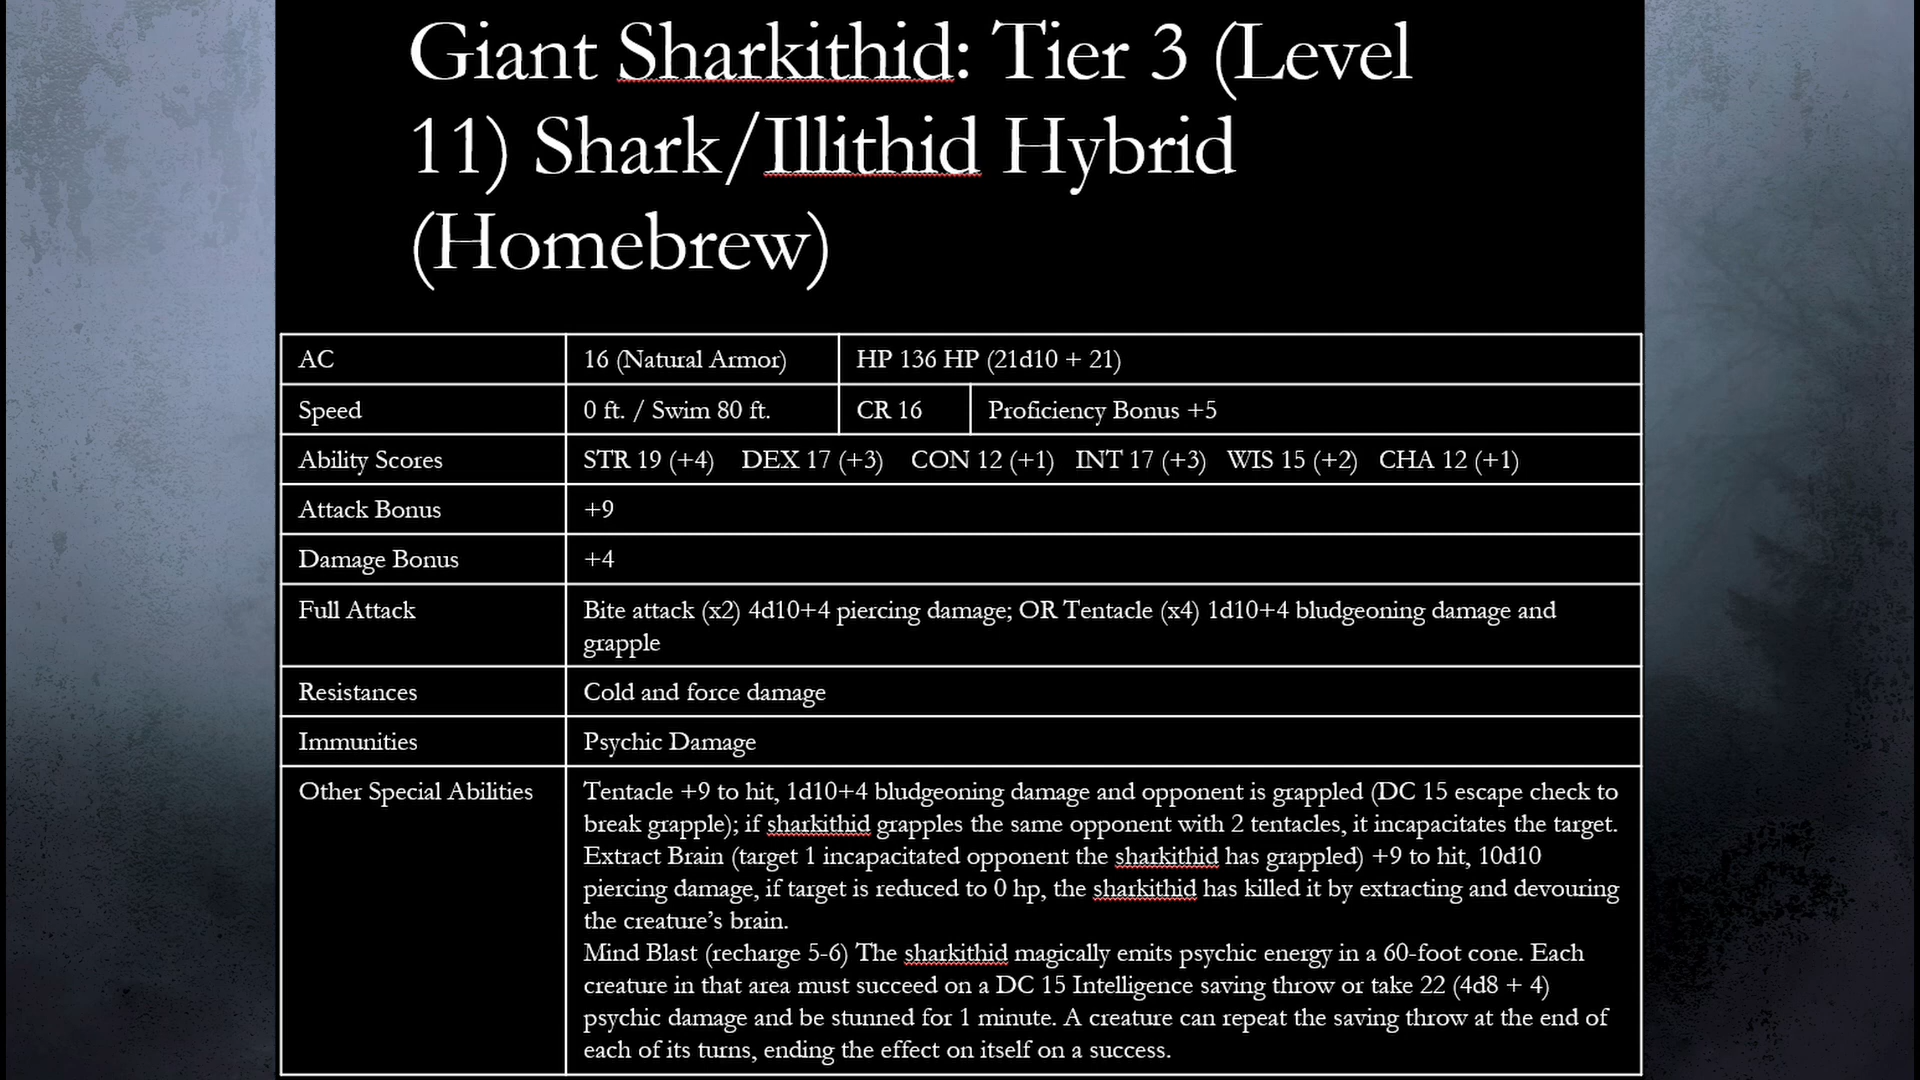 Giant Sharkithid: Tier 3 (Level
11) Shark/Illithid Hybrid
(Homebrew)
AC
16 (Natural Armor)
HP 136 HP (21d10 + 21)
Speed
0 ft. / Swim 80 ft.
CR 16
Proficiency Bonus +5
Ability Scores
STR 19 (+4) DEX 17 (+3) CON 12 (+1) INT 17 (+3) WIS 15 (+2) CHA 12 (+1)
Attack Bonus
+9
Damage Bonus
+4
Full Attack
Bite attack (x2) 4d10+4 piercing damage; OR Tentacle (x4) 1d10+4 bludgeoning damage and
grapple
Resistances
Cold and force damage
Immunities
Psychic Damage
Other Special Abilities
Tentacle +9 to hit, 1d10+4 bludgeoning damage and opponent is grappled (DC 15 escape check to
break grapple); if sharkithid grapples the same opponent with 2 tentacles, it incapacitates the target.
Extract Brain (target 1 incapacitated opponent the sharkithid has grappled) +9 to hit, 10d10
piercing damage, if target is reduced to 0 hp, the sharkithid has killed it by extracting and devouring
the creature’s brain.
Mind Blast (recharge 5-6) The sharkithid magically emits psychic energy in a 60-foot cone. Each
creature in that area must succeed on a DC 15 Intelligence saving throw or take 22 (4d8 + 4)
psychic damage and be stunned for 1 minute. A creature can repeat the saving throw at the end of
each of its turns, ending the effect on itself on a success.